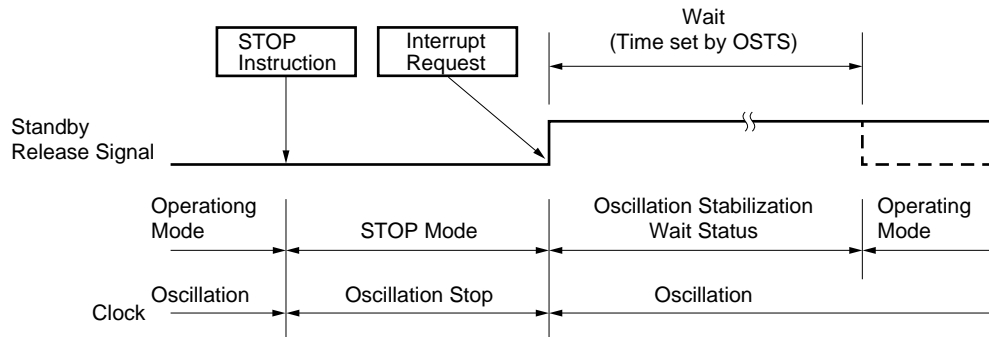 Wait
(Time set by OSTS)
STOP
Instruction
Interrupt
Request
Standby
Release Signal
Operationg
Mode
STOP Mode
Oscillation Stabilization
Wait Status
Operating
Mode
Clock
Oscillation
Oscillation Stop
Oscillation